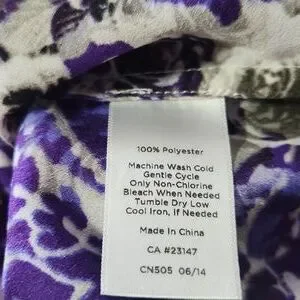 100% Polyester
Machine Wash Cold
Gentle Cycle
Only Non-Chlorine
Bleach When Needed
Tumble Dry Low
Cool Iron, If Needed
Made In China
CA #23147
CN505 06/14